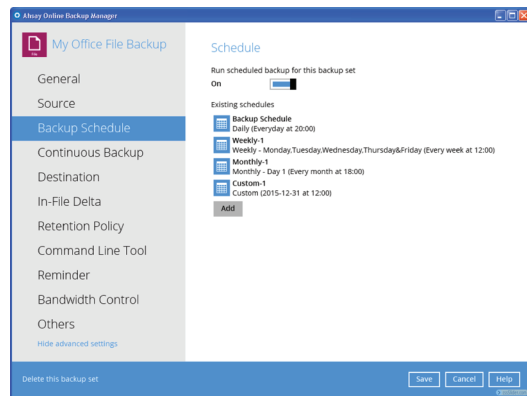 Ahsay Online Backup Manager
File
My Office File Backup
General
Source
Backup Schedule
Continuous Backup
Destination
In-File Delta
Retention Policy
Command Line Tool
Reminder
Bandwidth Control
Others
Hide advanced settings
Schedule
Run scheduled backup for this backup set
On
Existing schedules
Backup Schedule
Daily (Everyday at 20:00)
Weekly-1
Weekly - Monday,Tuesday,Wednesday,Thursday&Friday (Every week at 12:00)
Monthly-1
Monthly - Day 1 (Every month at 18:00)
Custom-1
Custom (2015-12-31 at 12:00)
Add
Delete this backup set
Save
Cancel
Help